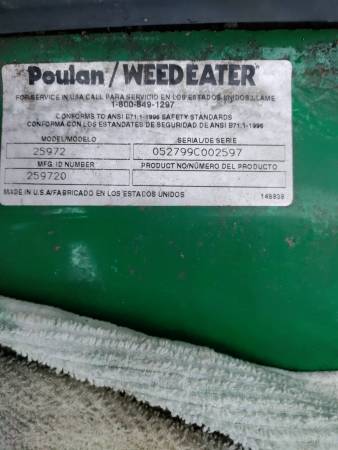 Poulan/WEED EATER
FOR SERVICE IN USA CALL PARA SERVICIO EN LOS ESTADOS UNIDOS LLAME
1-800-849-1297
CONFORMS TO ANSI B71.1-1996 SAFETY STANDARDS
CONFORMA CON LOS ESTANDATES DE SEGURIDAD DE ANSI B71.1-1996
MODEL/MODELO SERIAL/DE SERIE
25972 052799C002597
MFG. ID NUMBER PRODUCT NO/NÚMERO DEL PRODUCTO
259720
MADE IN U.S.A/FABRICADO EN LOS ESTADOS UNIDOS